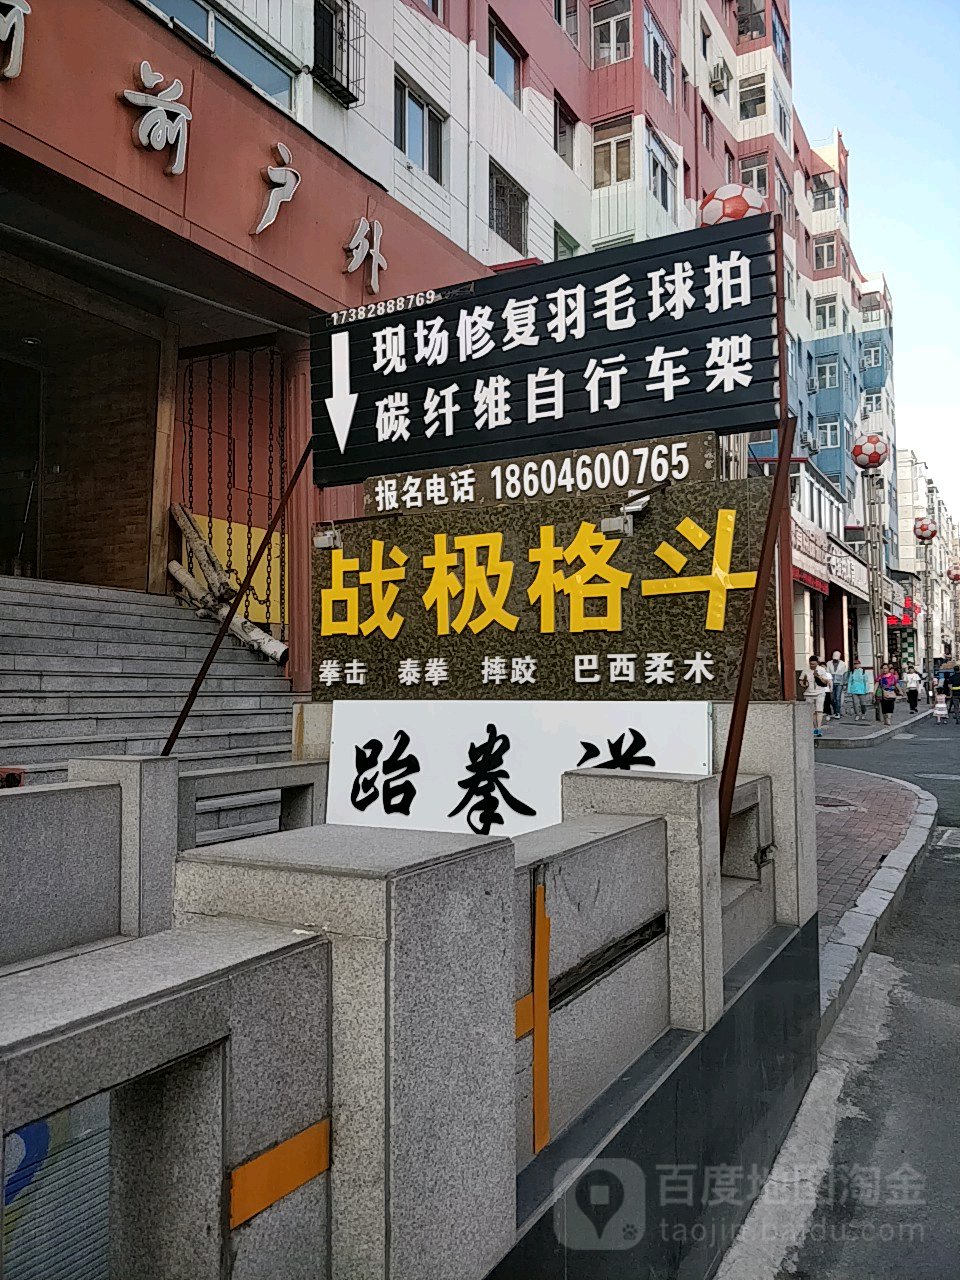 前户外
17382888769
现场修复羽毛球拍
碳纤维自行车架
报名电话 18604600765
战极格斗
拳击 泰拳 摔跤 巴西柔术
跆拳道
百度地图淘金
taojin.baidu.com